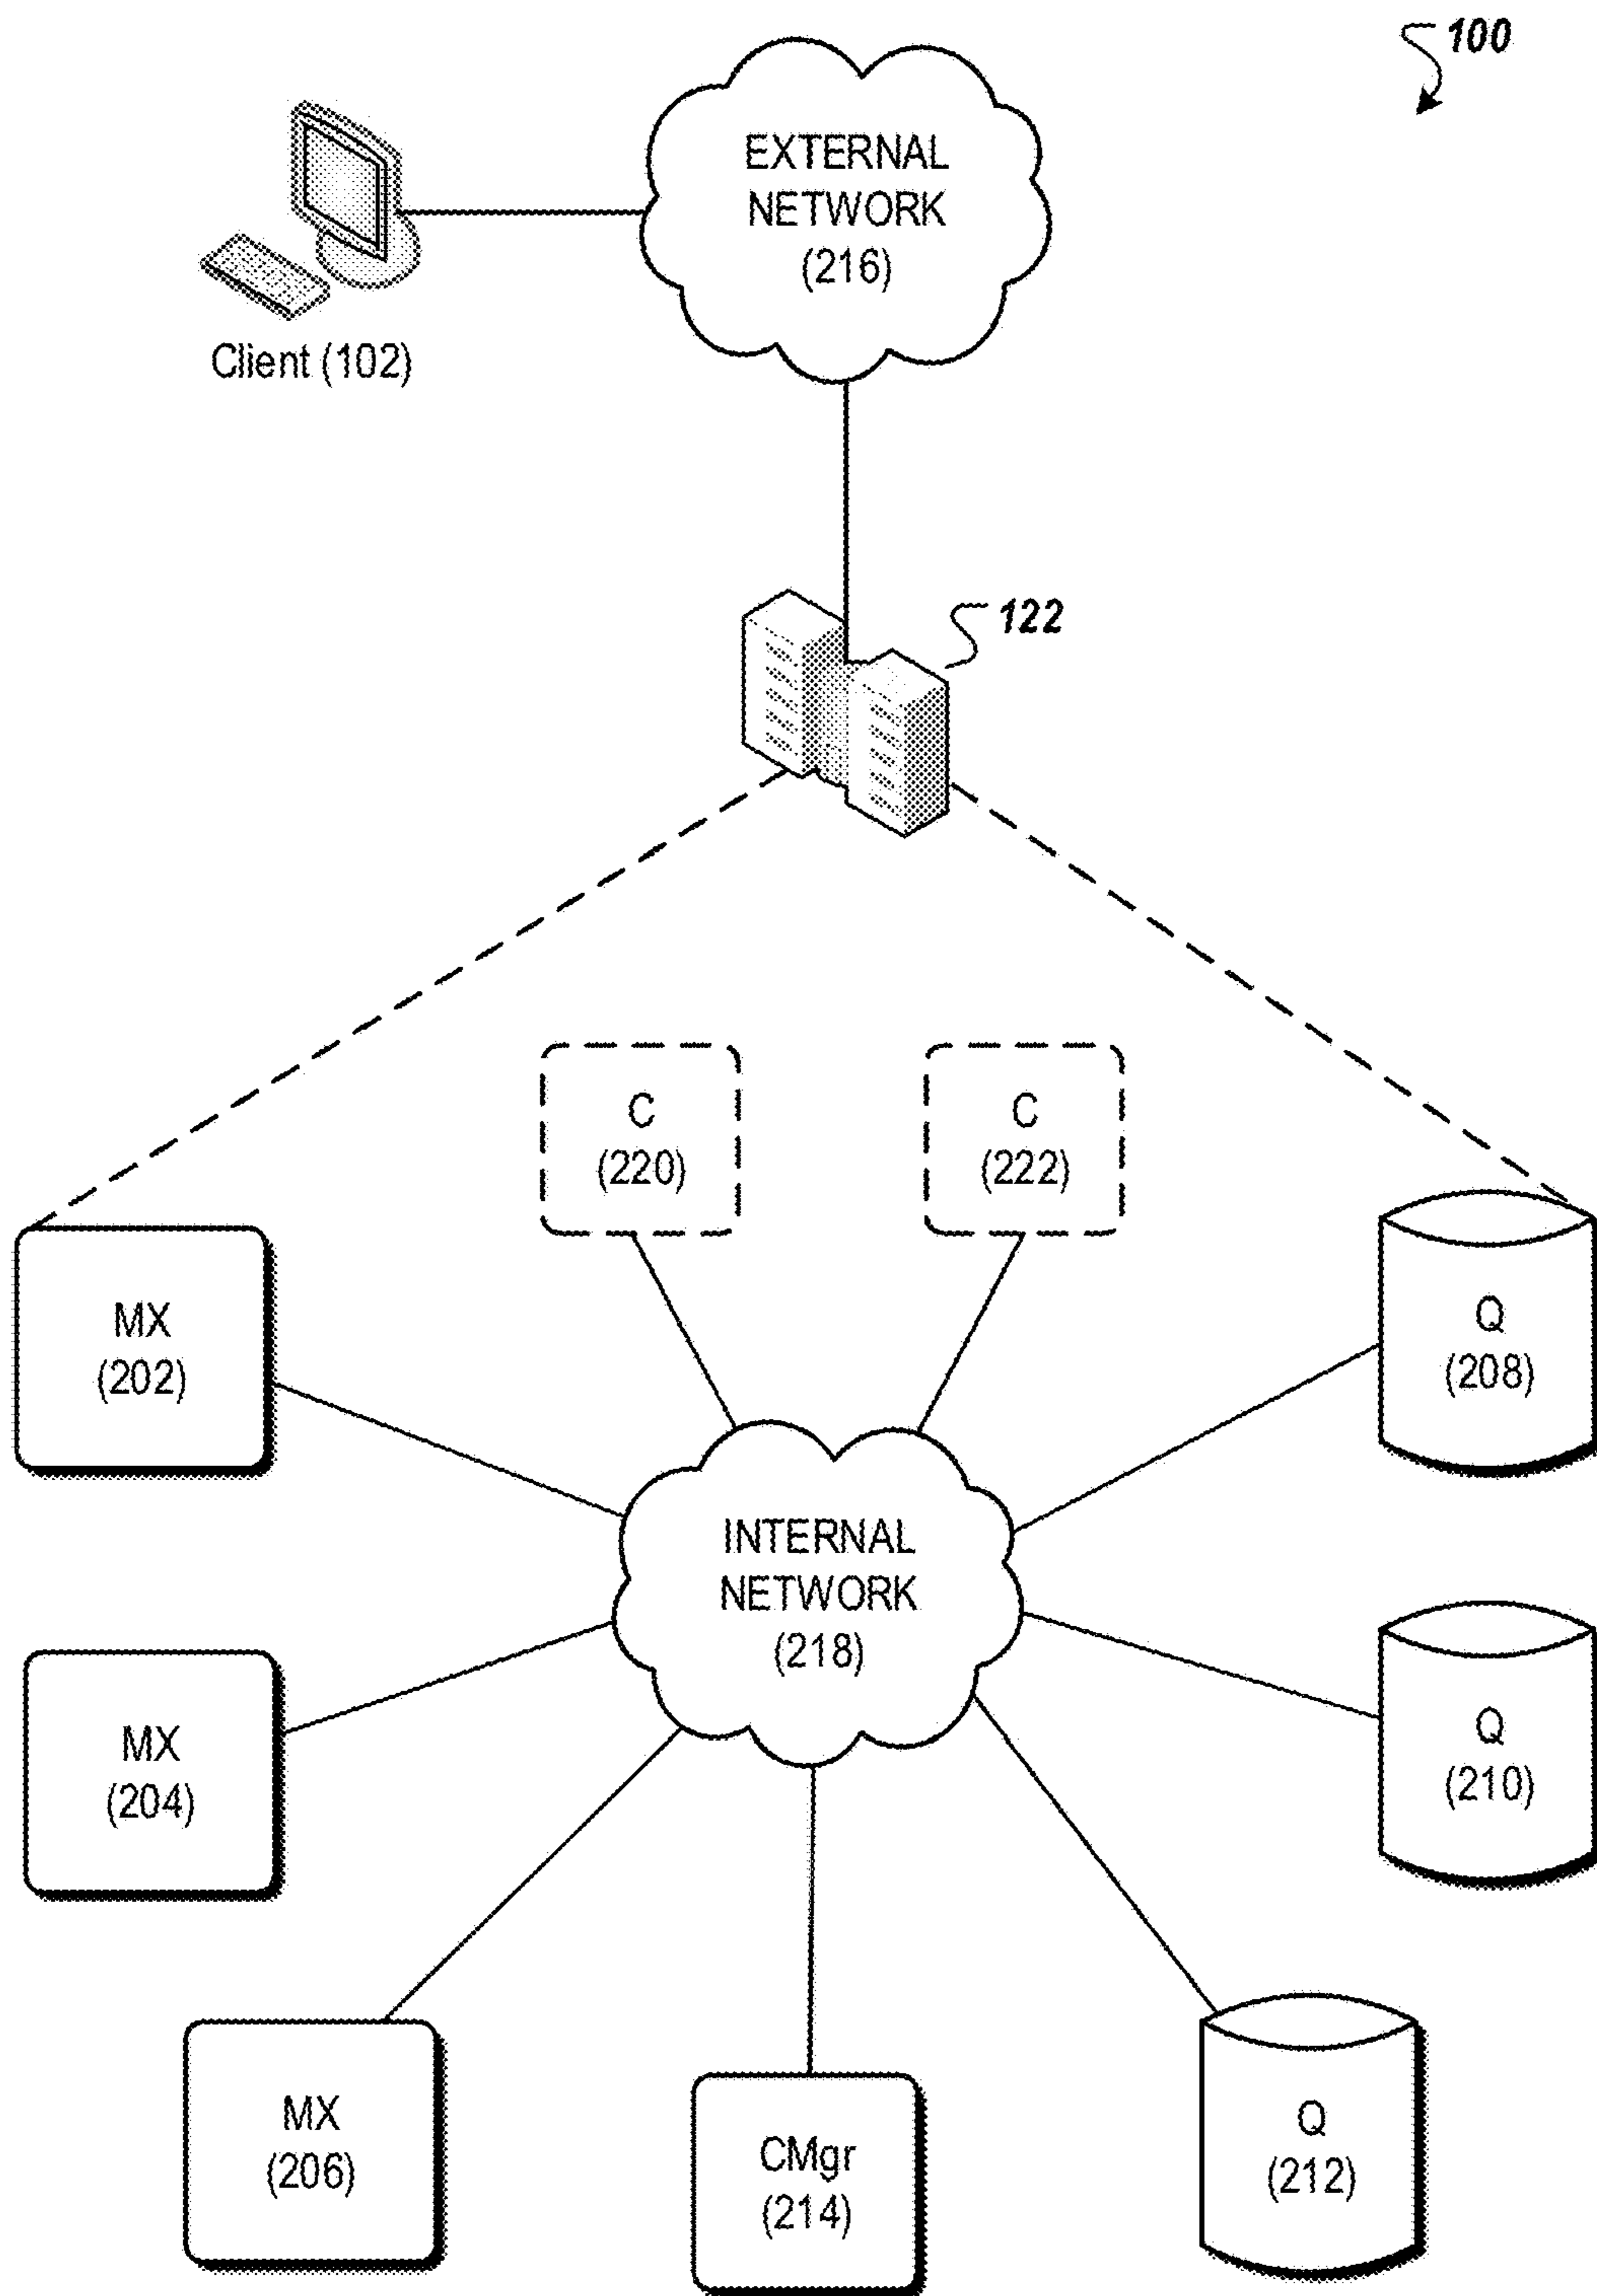 100
EXTERNAL
NETWORK
(216)
Client (102)
122
C
(220)
C
(222)
MX
(202)
Q
(208)
INTERNAL
NETWORK
(218)
MX
(204)
Q
(210)
MX
(206)
CMgr
(214)
Q
(212)